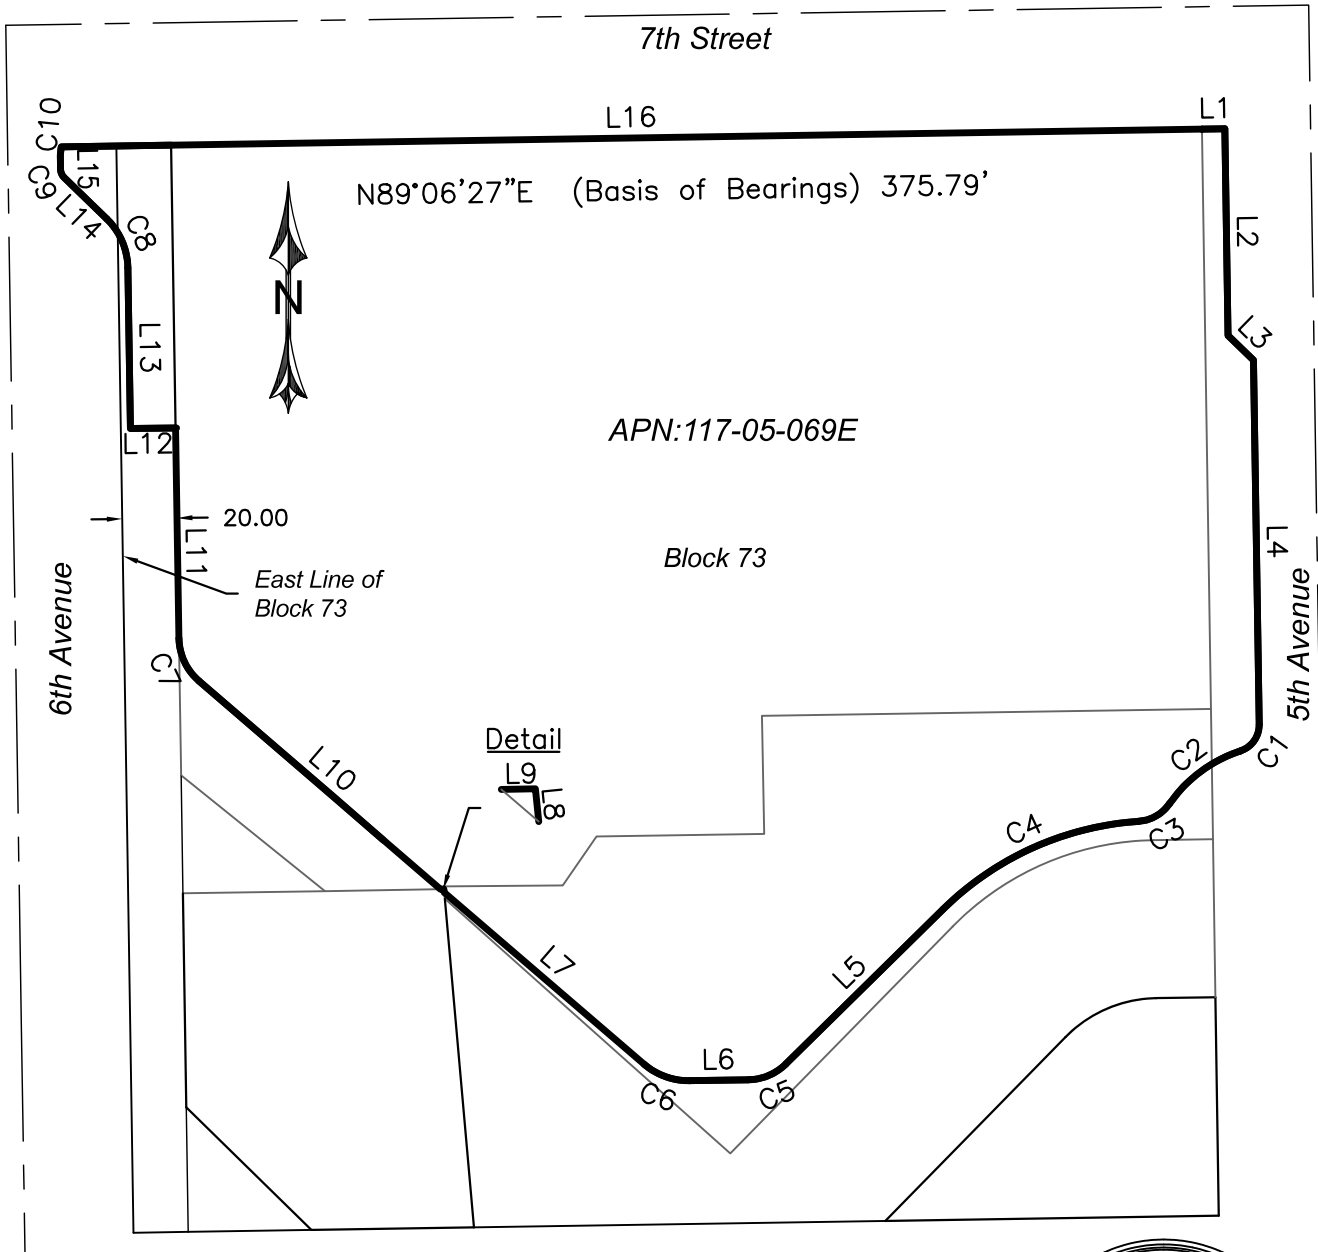 7th Street
L16
L1
C10
L15
C9
L14
C8
N89°06'27"E (Basis of Bearings) 375.79'
L2
N
L3
L13
APN:117-05-069E
L12
20.00
L11
L4
Block 73
East Line of
Block 73
6th Avenue
5th Avenue
C7
Detail
L9
L8
L10
C2
C1
C4
C3
L7
L5
L6
C6
C5